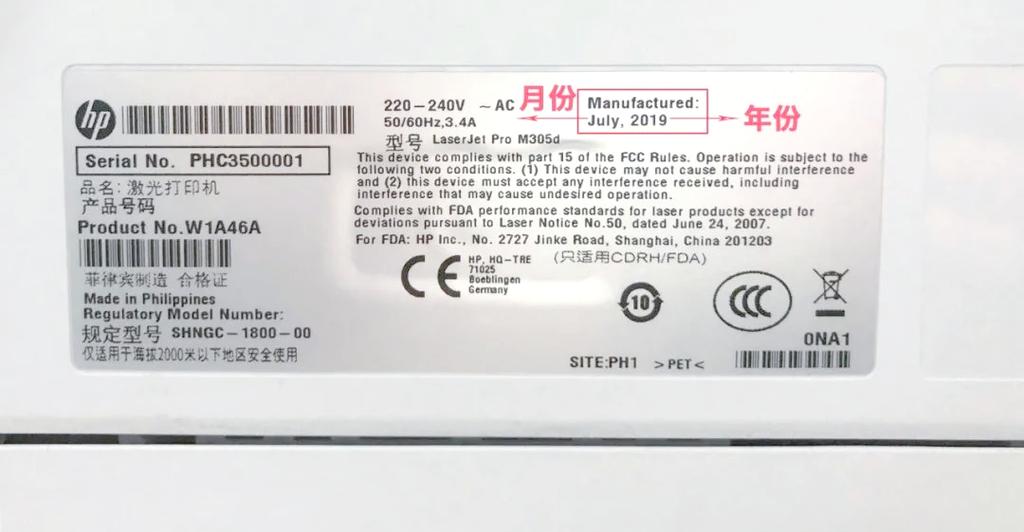 hp
220-240V ~ AC
50/60Hz,3.4A
月份
Manufactured:
July, 2019
年份
型号 LaserJet Pro M305d
Serial No. PHC3500001
This device complies with part 15 of the FCC Rules. Operation is subject to the
following two conditions. (1) This device may not cause harmful interference
and (2) this device must accept any interference received, including
interference that may cause undesired operation.
品名: 激光打印机
产品号码
Product No.W1A46A
Complies with FDA performance standards for laser products except for
deviations pursuant to Laser Notice No.50, dated June 24, 2007.
For FDA: HP Inc., No. 2727 Jinke Road, Shanghai, China 201203
(只适用CDRH/FDA)
CE
HP, HQ-TRE
71025
Boeblingen
Germany
菲律宾制造 合格证
Made in Philippines
Regulatory Model Number:
规定型号 SHNGC-1800-00
仅适用于海拔2000米以下地区安全使用
10
CCC
0NA1
SITE:PH1 >PET<